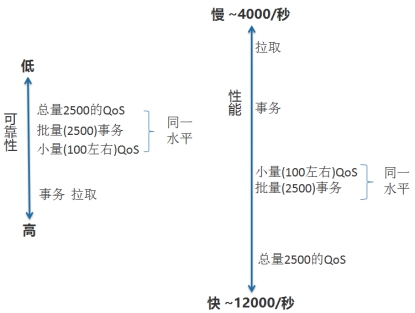 低
可靠性
总量2500的QoS
批量(2500)事务
小量(100左右)QoS
同一
水平
事务 拉取
高
慢 ~4000/秒
拉取
性能
事务
小量(100左右)QoS
批量(2500)事务
同一
水平
总量2500的QoS
快 ~12000/秒